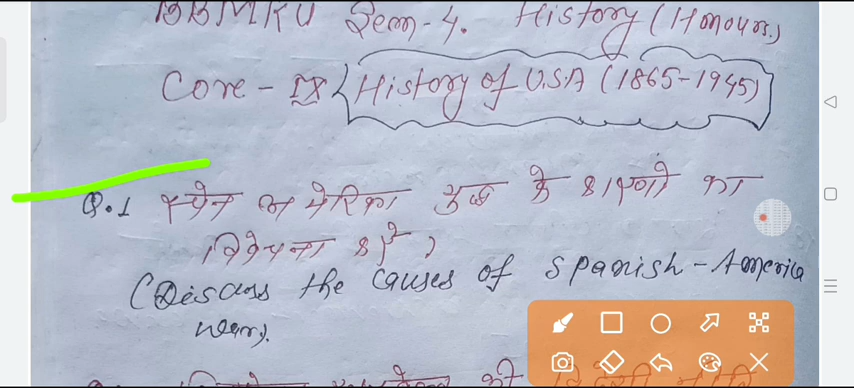 BBMKU Sem-4. History (Honours.)
Core-IX History of U.S.A (1865-1945)
Q.1 स्पेन अमेरिका युद्ध के कारणों का
विवेचना करें ?
(Discuss the causes of Spanish-America
war).
की